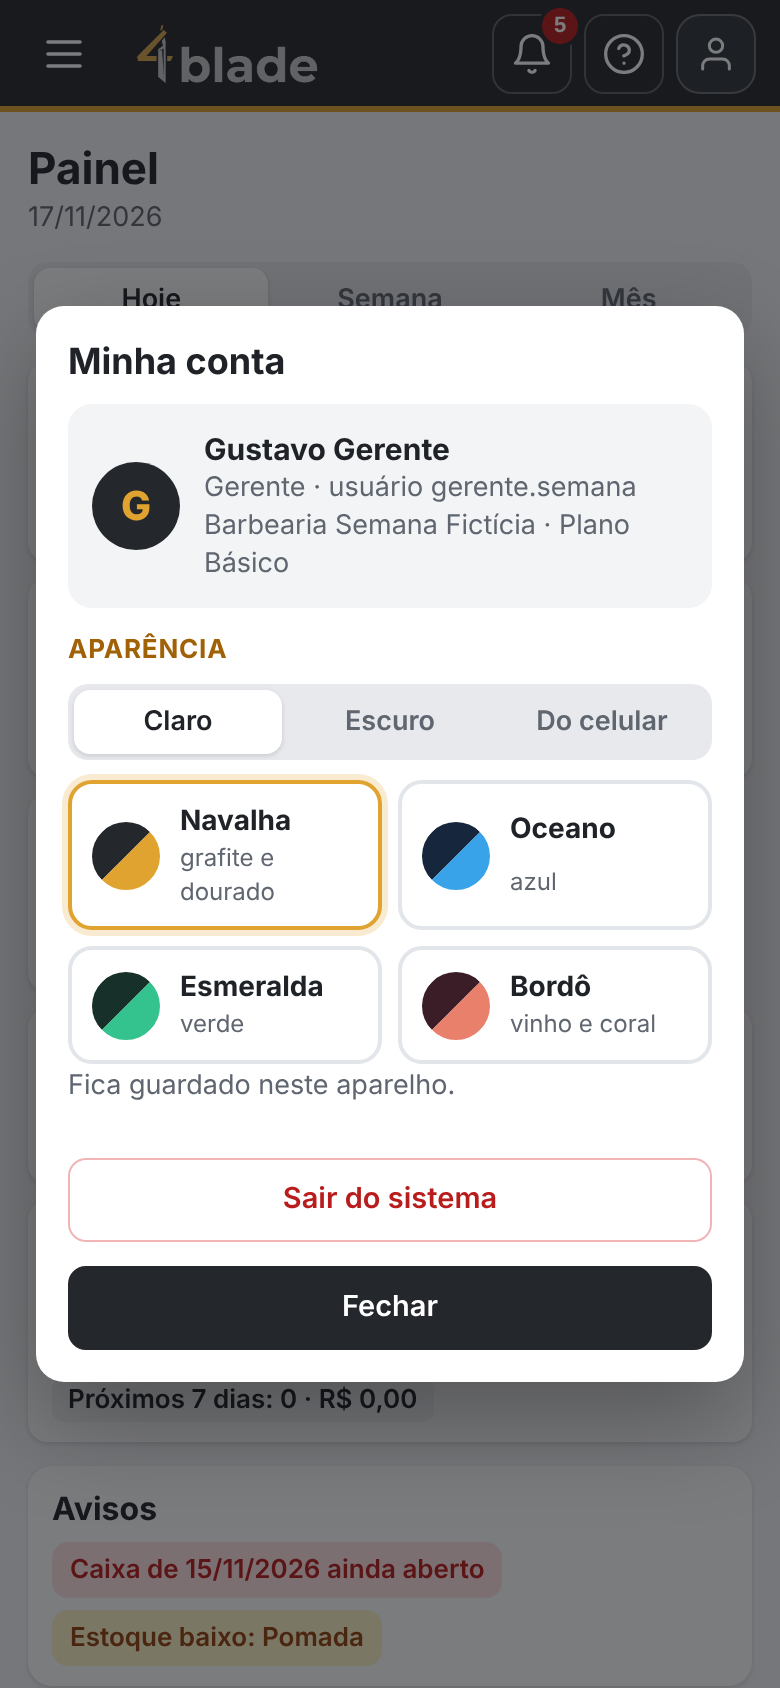 4blade
5
Painel
17/11/2026
Hoje
Semana
Mês
Minha conta
G
Gustavo Gerente
Gerente · usuário gerente.semana
Barbearia Semana Fictícia · Plano
Básico
APARÊNCIA
Claro
Escuro
Do celular
Navalha
grafite e
dourado
Oceano
azul
Esmeralda
verde
Bordô
vinho e coral
Fica guardado neste aparelho.
Sair do sistema
Fechar
Próximos 7 dias: 0 · R$ 0,00
Avisos
Caixa de 15/11/2026 ainda aberto
Estoque baixo: Pomada